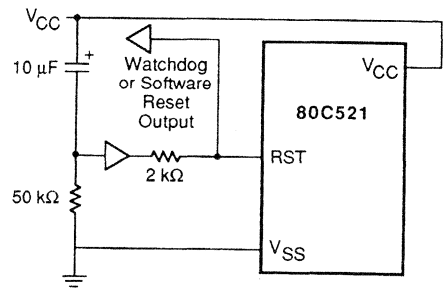 VCC
10 µF
+
Watchdog
or Software
Reset
Output
VCC
80C521
RST
2 kΩ
50 kΩ
VSS